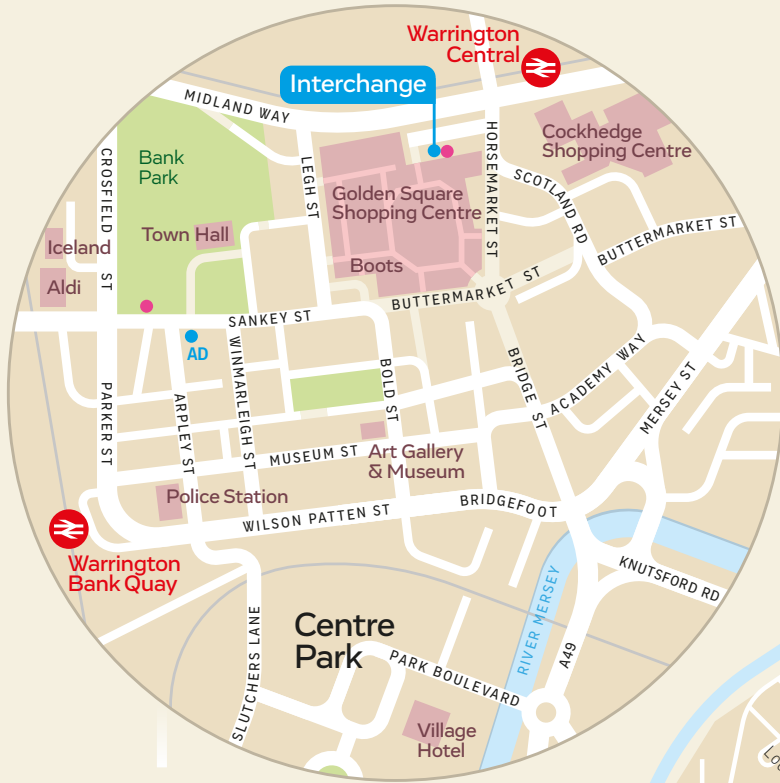 Warrington
Central
Interchange
MIDLAND WAY
Cockhedge
Shopping Centre
Bank
Park
CROSFIELD ST
LEGH ST
HORSEMARKET ST
SCOTLAND RD
Golden Square
Shopping Centre
Iceland
Town Hall
BUTTERMARKET ST
Aldi
Boots
BUTTERMARKET ST
SANKEY ST
AD
WINMARLEIGH ST
BOLD ST
BRIDGE ST
ACADEMY WAY
MERSEY ST
PARKER ST
ARPLEY ST
MUSEUM ST
Art Gallery
& Museum
Police Station
BRIDGEFOOT
WILSON PATTEN ST
Warrington
Bank Quay
KNUTSFORD RD
RIVER MERSEY
Centre
Park
SLUTCHERS LANE
PARK BOULEVARD
A49
Village
Hotel